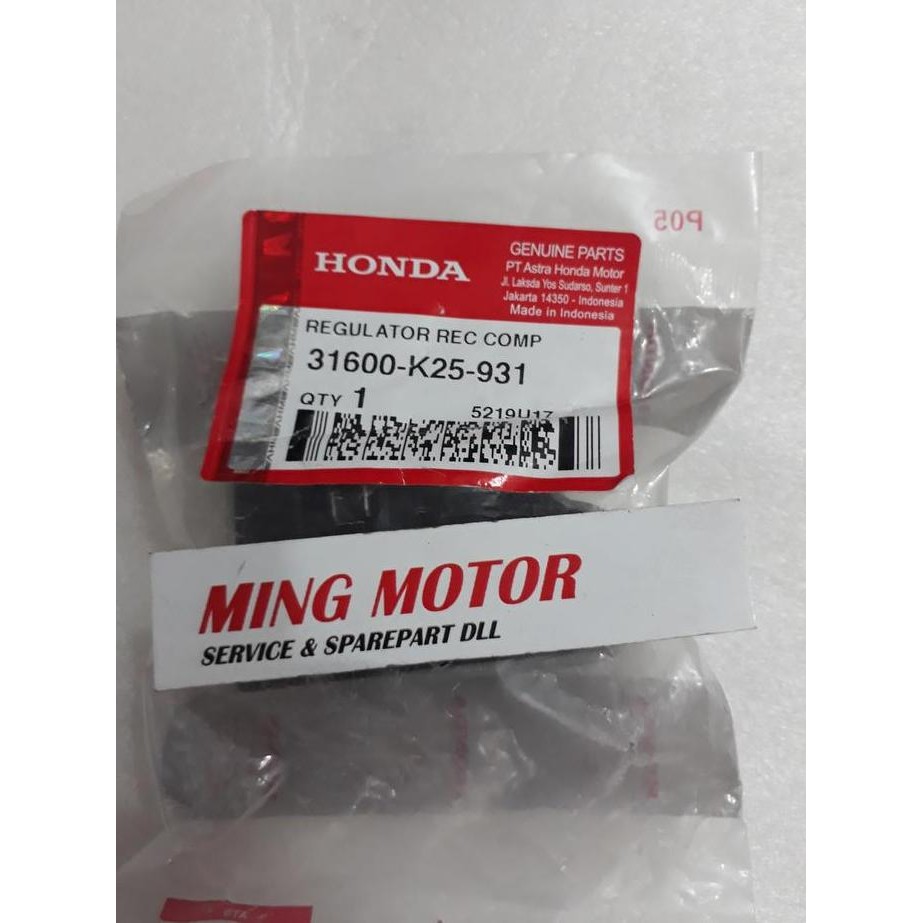 P05
HONDA
GENUINE PARTS
PT Astra Honda Motor
Jl. Laksda Yos Sudarso, Sunter 1
Jakarta 14350 - Indonesia
Made in Indonesia
REGULATOR REC COMP
31600-K25-931
QTY 1
5219U17
MING MOTOR
SERVICE & SPAREPART DLL